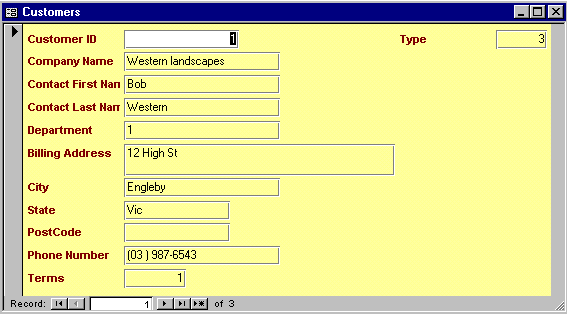 Customers
Customer ID 1 Type 3
Company Name Western landscapes
Contact First Nam Bob
Contact Last Nam Western
Department 1
Billing Address 12 High St
City Engleby
State Vic
PostCode
Phone Number (03 ) 987-6543
Terms 1
Record: 1 of 3